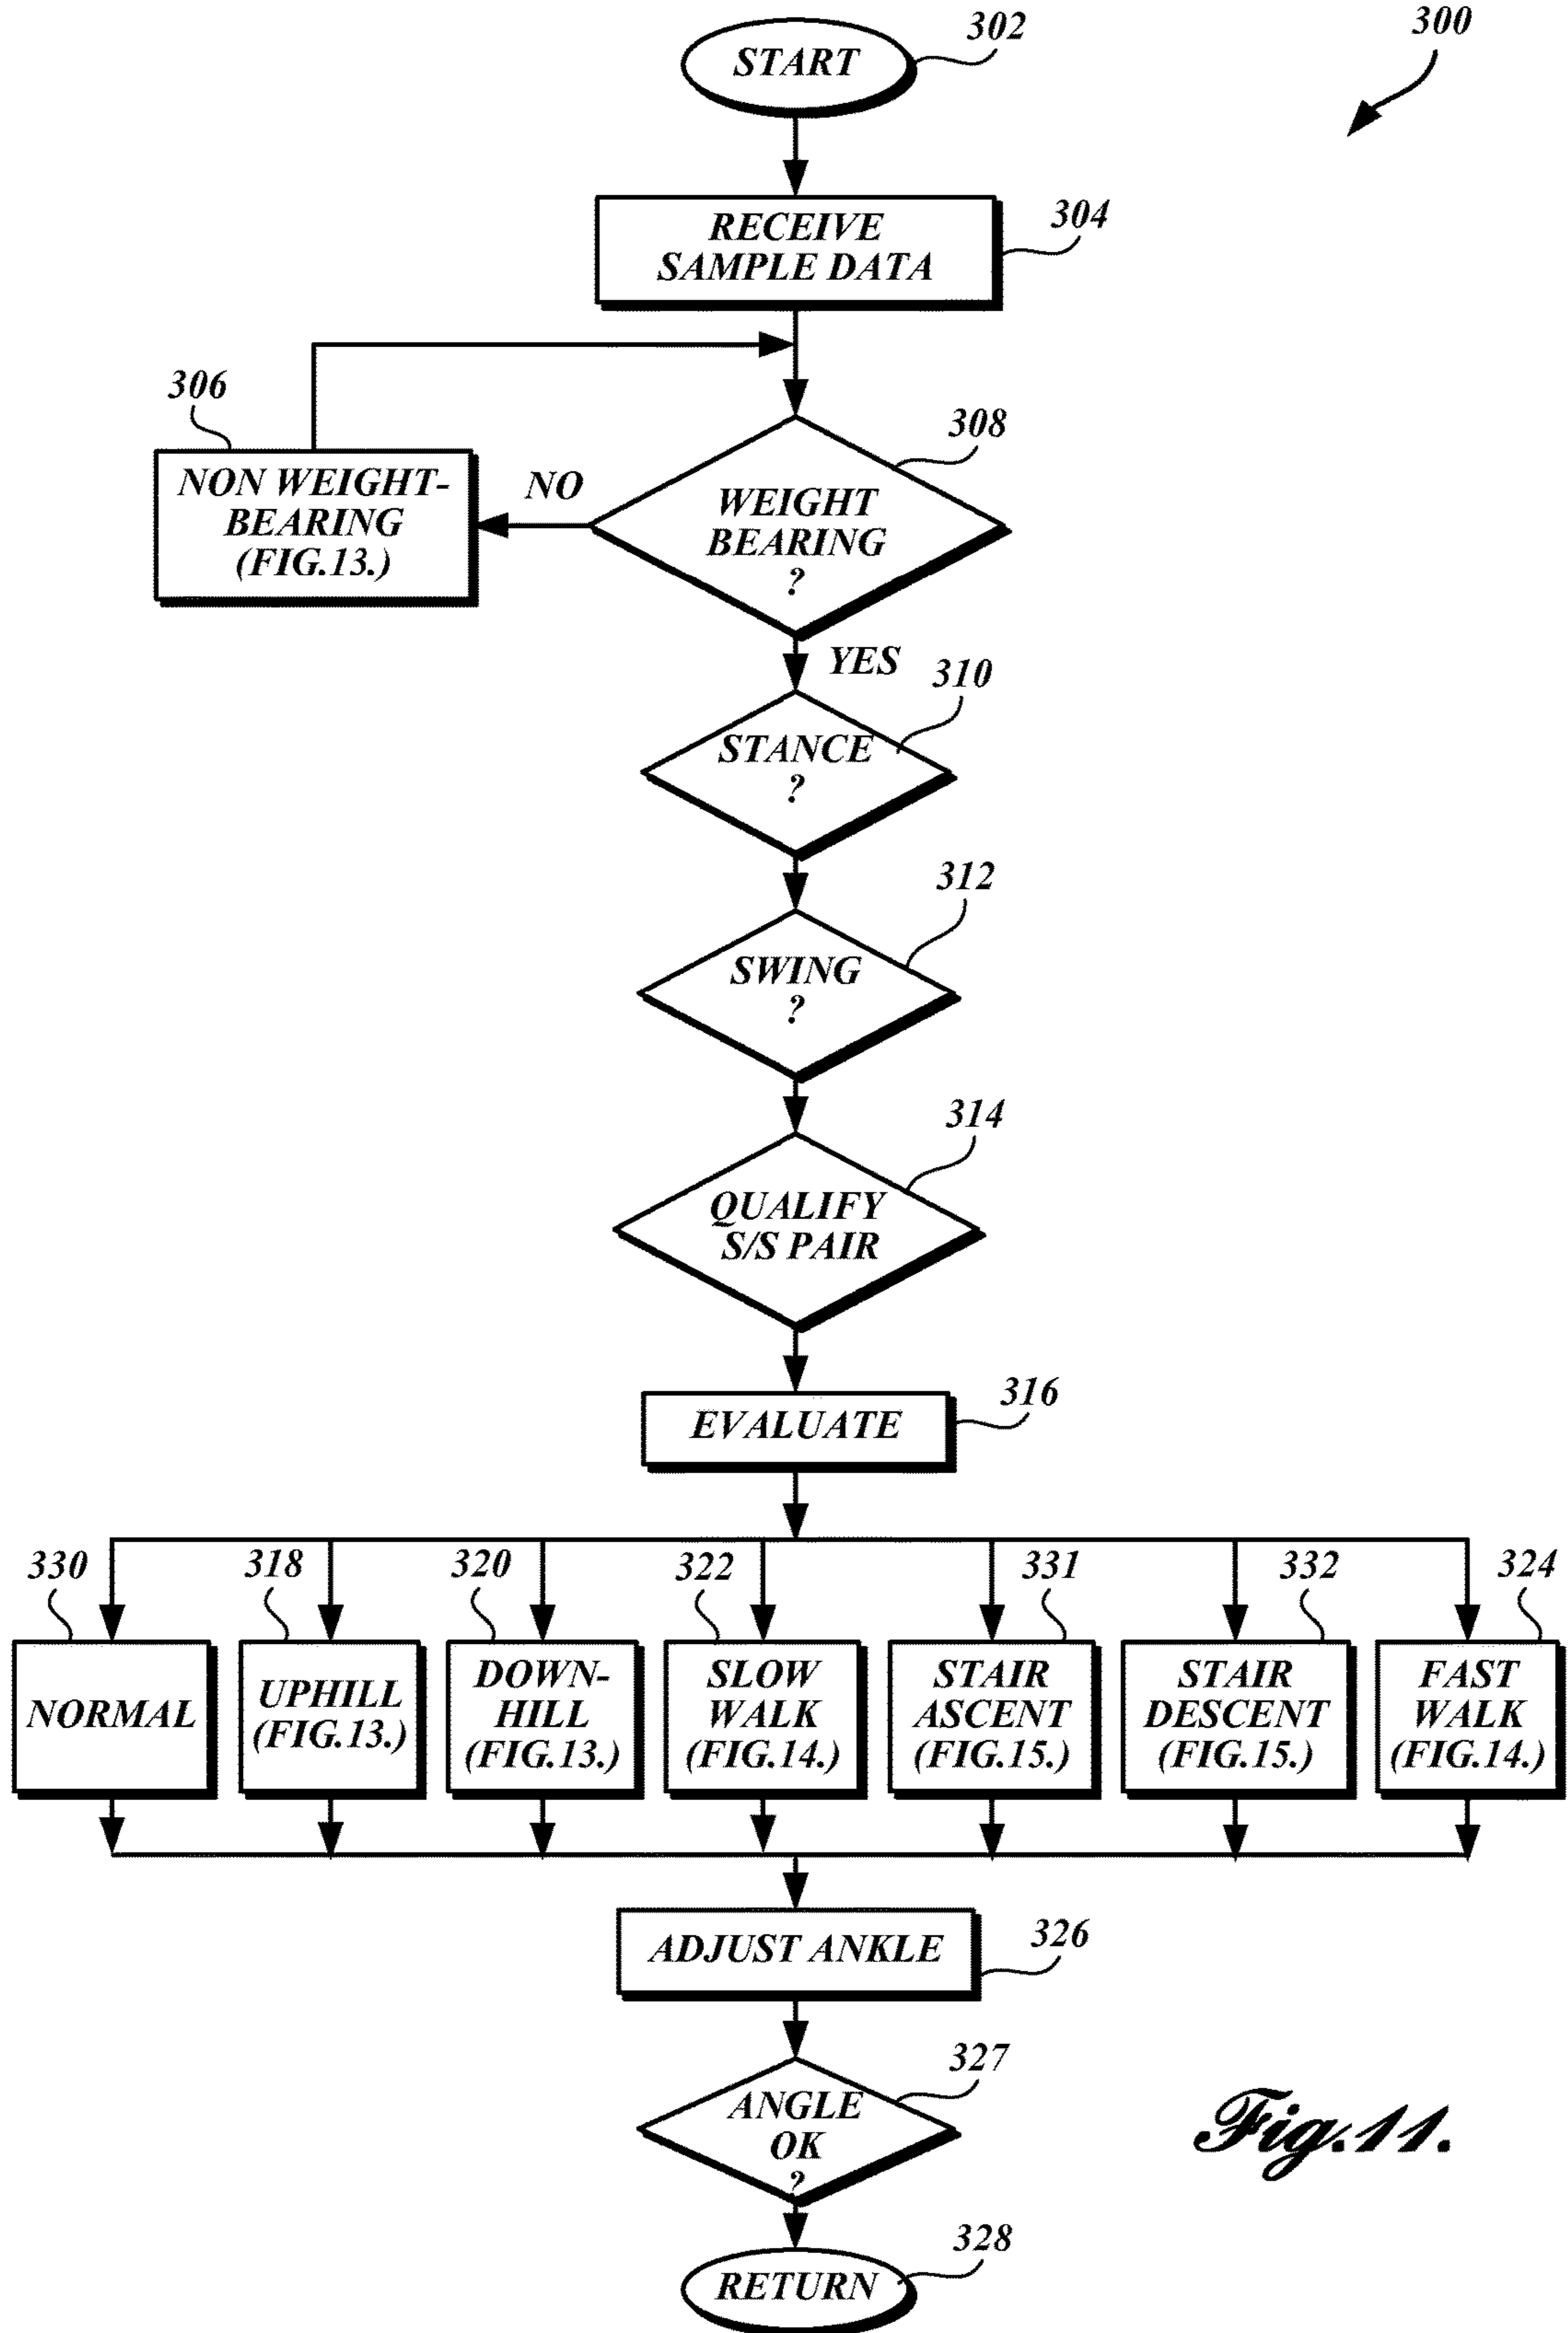 302
300
START
RECEIVE
SAMPLE DATA
304
306
NON WEIGHT-
BEARING
(FIG.13.)
NO
308
WEIGHT
BEARING
?
YES
310
STANCE
?
312
SWING
?
314
QUALIFY
S/S PAIR
316
EVALUATE
330
318
320
322
331
332
324
NORMAL
UPHILL
(FIG.13.)
DOWN-
HILL
(FIG.13.)
SLOW
WALK
(FIG.14.)
STAIR
ASCENT
(FIG.15.)
STAIR
DESCENT
(FIG.15.)
FAST
WALK
(FIG.14.)
ADJUST ANKLE
326
327
ANGLE
OK
?
Fig.11.
328
RETURN